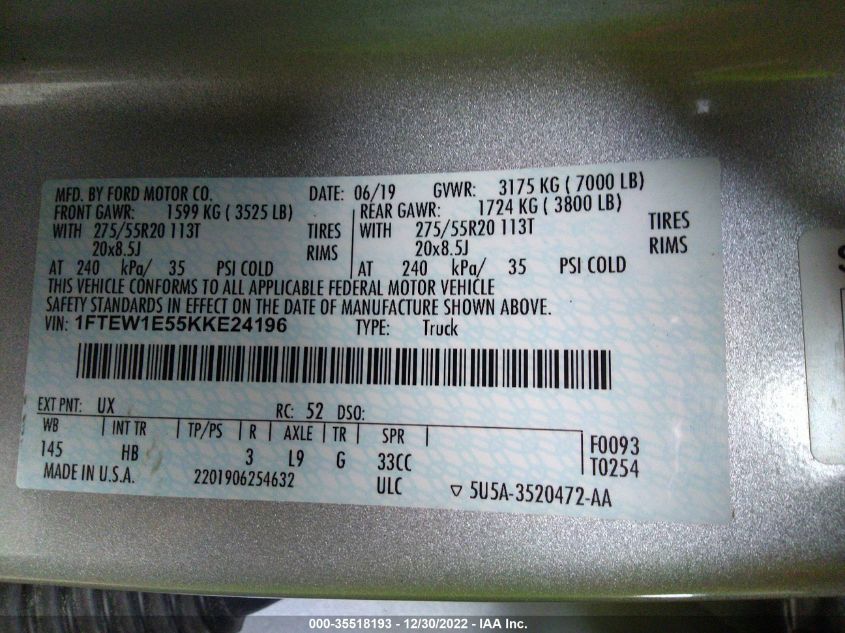 MFD. BY FORD MOTOR CO. DATE: 06/19 GVWR: 3175 KG ( 7000 LB)
FRONT GAWR: 1599 KG ( 3525 LB) REAR GAWR: 1724 KG ( 3800 LB)
WITH 275/55R20 113T TIRES WITH 275/55R20 113T TIRES
20x8.5J RIMS 20x8.5J RIMS
AT 240 kPa/ 35 PSI COLD AT 240 kPa/ 35 PSI COLD
THIS VEHICLE CONFORMS TO ALL APPLICABLE FEDERAL MOTOR VEHICLE
SAFETY STANDARDS IN EFFECT ON THE DATE OF MANUFACTURE SHOWN ABOVE.
VIN: 1FTEW1E55KKE24196 TYPE: Truck
EXT PNT: UX RC: 52 DSO:
WB INT TR TP/PS R AXLE TR SPR F0093
145 HB 3 L9 G 33CC T0254
MADE IN U.S.A. 2201906254632 ULC 5U5A-3520472-AA
000-35518193 - 12/30/2022 - IAA Inc.